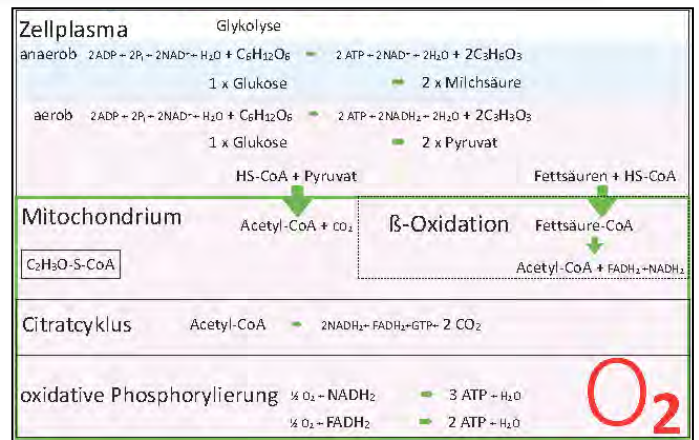 Zellplasma Glykolyse
anaerob 2ADP + 2Pᵢ + 2NAD⁺ + H₂O + C₆H₁₂O₆ 2 ATP + 2NAD⁺ + 2H₂O + 2C₃H₆O₃
1 x Glukose 2 x Milchsäure
aerob 2ADP + 2Pᵢ + 2NAD⁺ + H₂O + C₆H₁₂O₆ 2 ATP + 2NADH₂ + 2H₂O + 2C₃H₃O₃
1 x Glukose 2 x Pyruvat
HS-CoA + Pyruvat Fettsäuren + HS-CoA
Mitochondrium Acetyl-CoA + CO₂ ß-Oxidation Fettsäure-CoA
C₂H₃O-S-CoA
Acetyl-CoA + FADH₂+NADH₂
Citratcyklus Acetyl-CoA 2NADH₂+ FADH₂+GTP+ 2 CO₂
oxidative Phosphorylierung ½ O₂ + NADH₂ 3 ATP + H₂O
½ O₂ + FADH₂ 2 ATP + H₂O
O₂